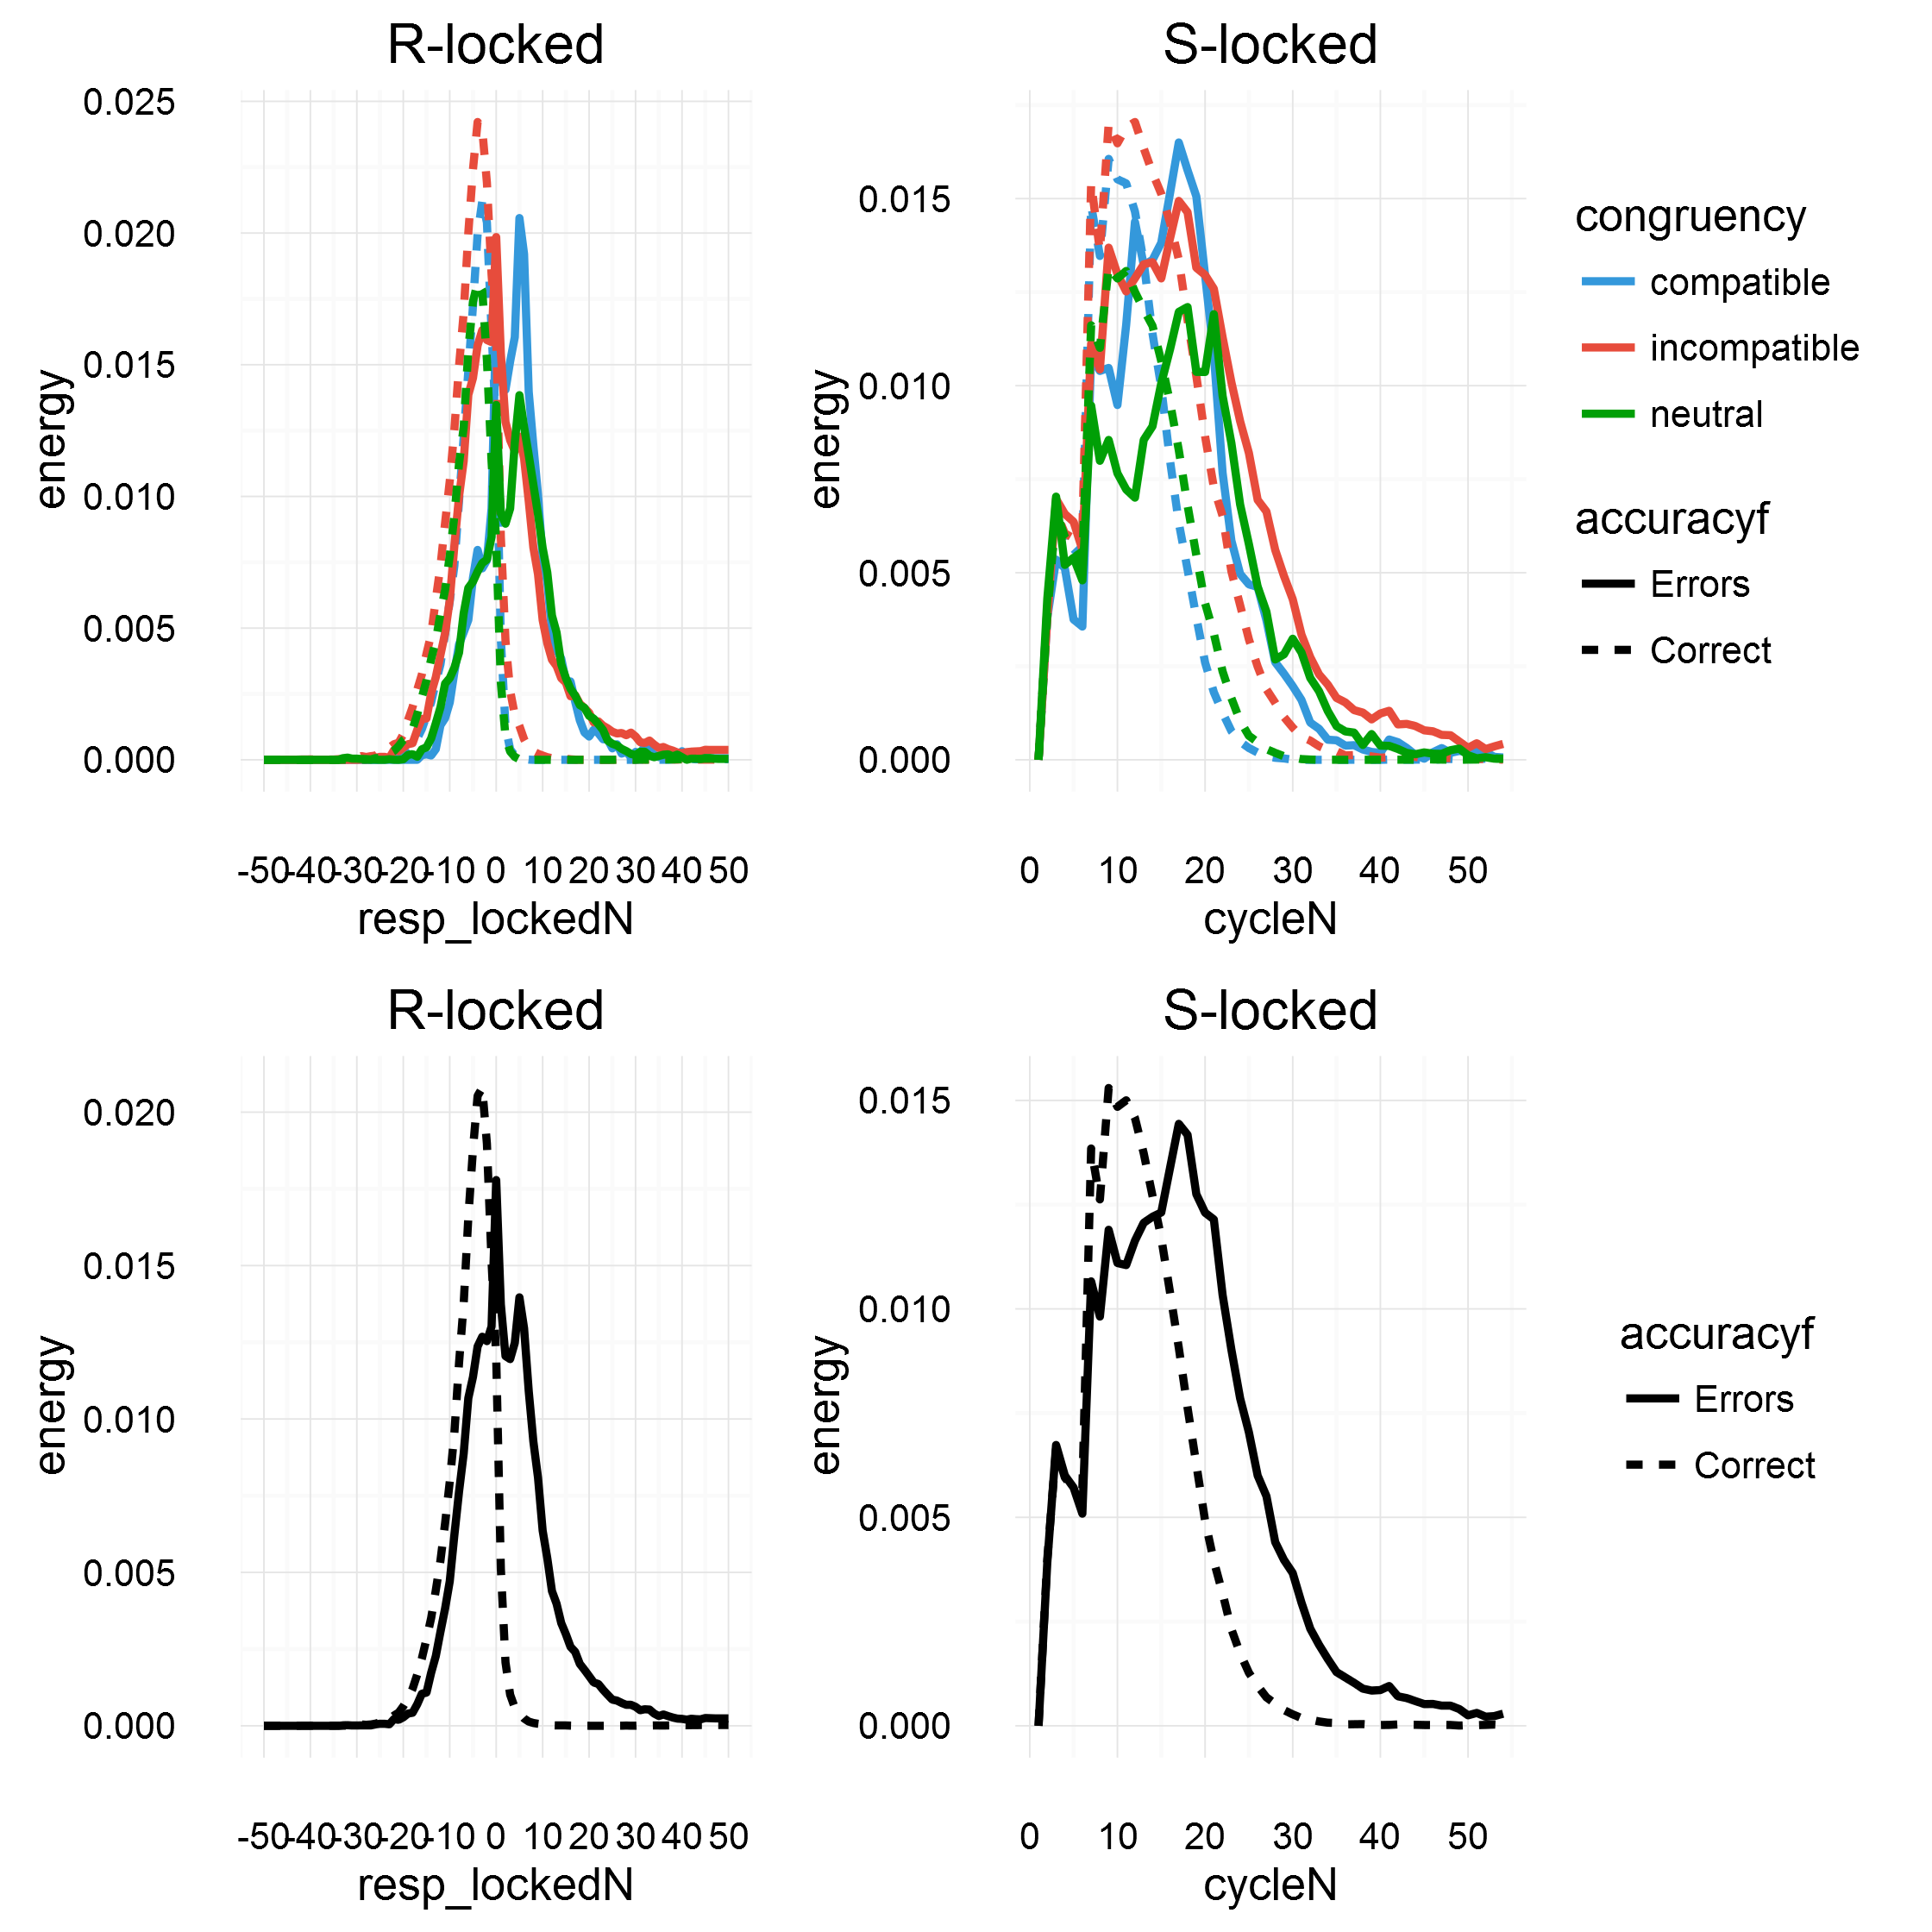 R-locked
S-locked
0.025
0.020
0.015
0.010
0.005
0.000
energy
-50 -40 -30 -20 -10 0 10 20 30 40 50
resp_lockedN
0.015
0.010
0.005
0.000
energy
0 10 20 30 40 50
cycleN
congruency
compatible
incompatible
neutral
accuracyf
Errors
Correct
R-locked
S-locked
0.020
0.015
0.010
0.005
0.000
energy
-50 -40 -30 -20 -10 0 10 20 30 40 50
resp_lockedN
0.015
0.010
0.005
0.000
energy
0 10 20 30 40 50
cycleN
accuracyf
Errors
Correct